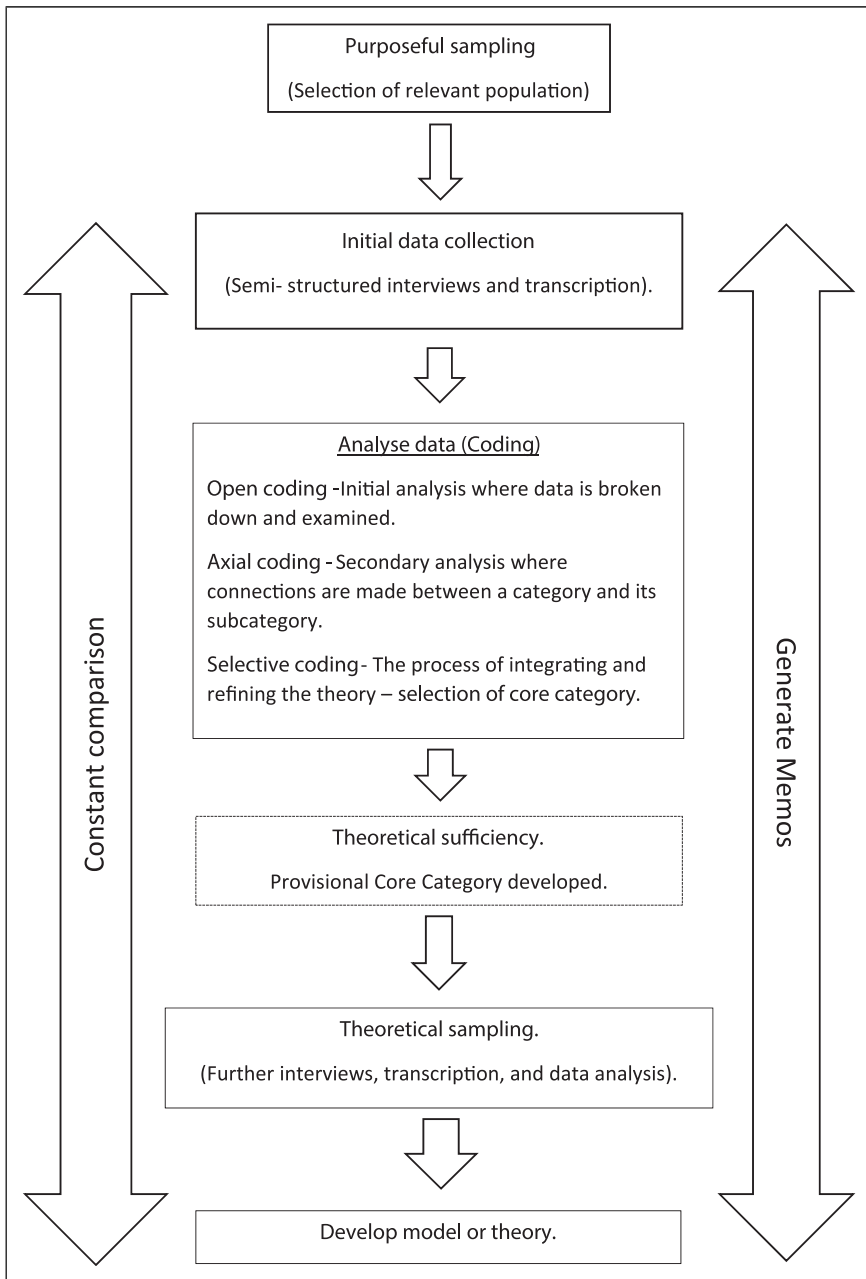 Purposeful sampling
(Selection of relevant population)
Initial data collection
(Semi- structured interviews and transcription).
Analyse data (Coding)
Open coding -Initial analysis where data is broken
down and examined.
Axial coding - Secondary analysis where
connections are made between a category and its
subcategory.
Selective coding- The process of integrating and
refining the theory – selection of core category.
Theoretical sufficiency.
Provisional Core Category developed.
Theoretical sampling.
(Further interviews, transcription, and data analysis).
Develop model or theory.
Constant comparison
Generate Memos